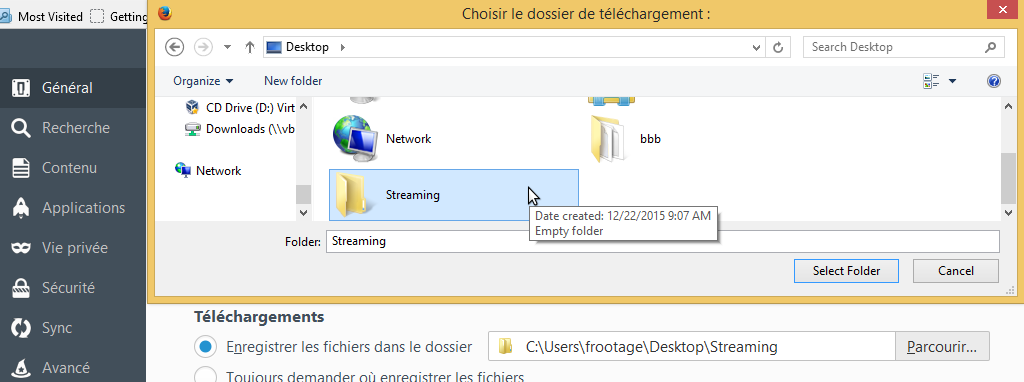 Most Visited Getting
Choisir le dossier de téléchargement :
Desktop
Search Desktop
Organize New folder
CD Drive (D:) Virt
Downloads (\\vb
Network
Network
bbb
Streaming
Date created: 12/22/2015 9:07 AM
Empty folder
Folder: Streaming
Select Folder Cancel
Général
Recherche
Contenu
Applications
Vie privée
Sécurité
Sync
Avancé
Téléchargements
Enregistrer les fichiers dans le dossier C:\Users\frootage\Desktop\Streaming Parcourir...
Toujours demander où enregistrer les fichiers